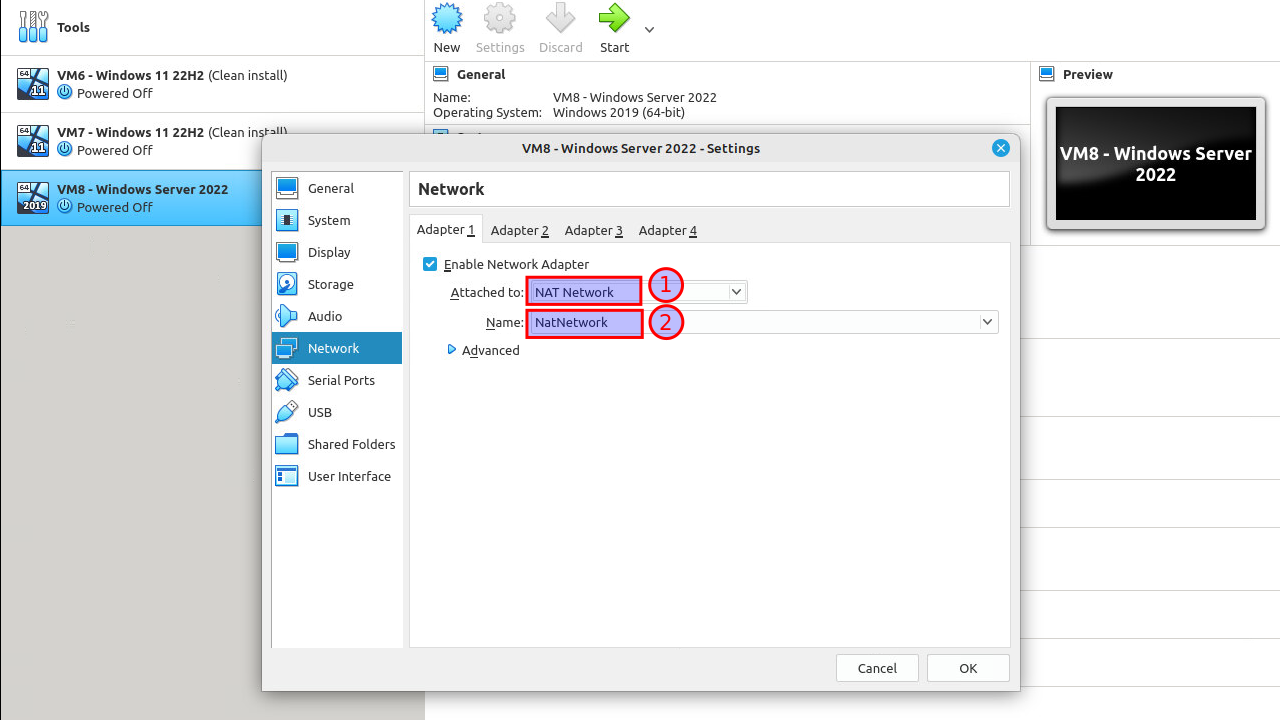 Tools
VM6 - Windows 11 22H2 (Clean install)
64
11
Powered Off
VM7 - Windows 11 22H2 (Clean install)
64
11
Powered Off
VM8 - Windows Server 2022
64
2019
Powered Off
New
Settings
Discard
Start
General
Name: VM8 - Windows Server 2022
Operating System: Windows 2019 (64-bit)
Preview
VM8 - Windows Server
2022
VM8 - Windows Server 2022 - Settings
General
System
Display
Storage
Audio
Network
Serial Ports
USB
Shared Folders
User Interface
Network
Adapter 1 Adapter 2 Adapter 3 Adapter 4
Enable Network Adapter
Attached to: NAT Network 1
Name: NatNetwork 2
Advanced
Cancel OK